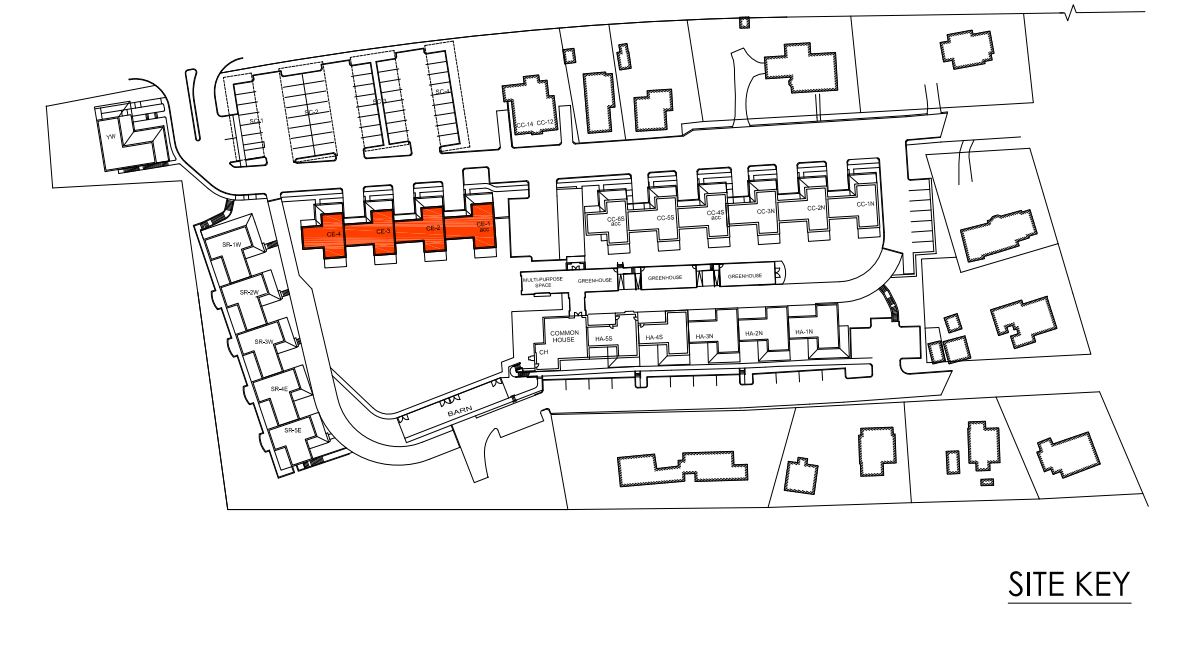 YW
SC-1
SC-2
SC-3
SC-4
CC-14 CC-12
CE-4
CE-3
CE-2
CE-1
acc
CC-6S
acc
CC-5S
CC-4S
acc
CC-3N
CC-2N
CC-1N
SR-1W
SR-2W
SR-3W
SR-4E
SR-5E
MULTI-PURPOSE
SPACE
GREENHOUSE
GREENHOUSE
GREENHOUSE
COMMON
HOUSE
CH
HA-5S
HA-4S
HA-3N
HA-2N
HA-1N
BARN
SITE KEY